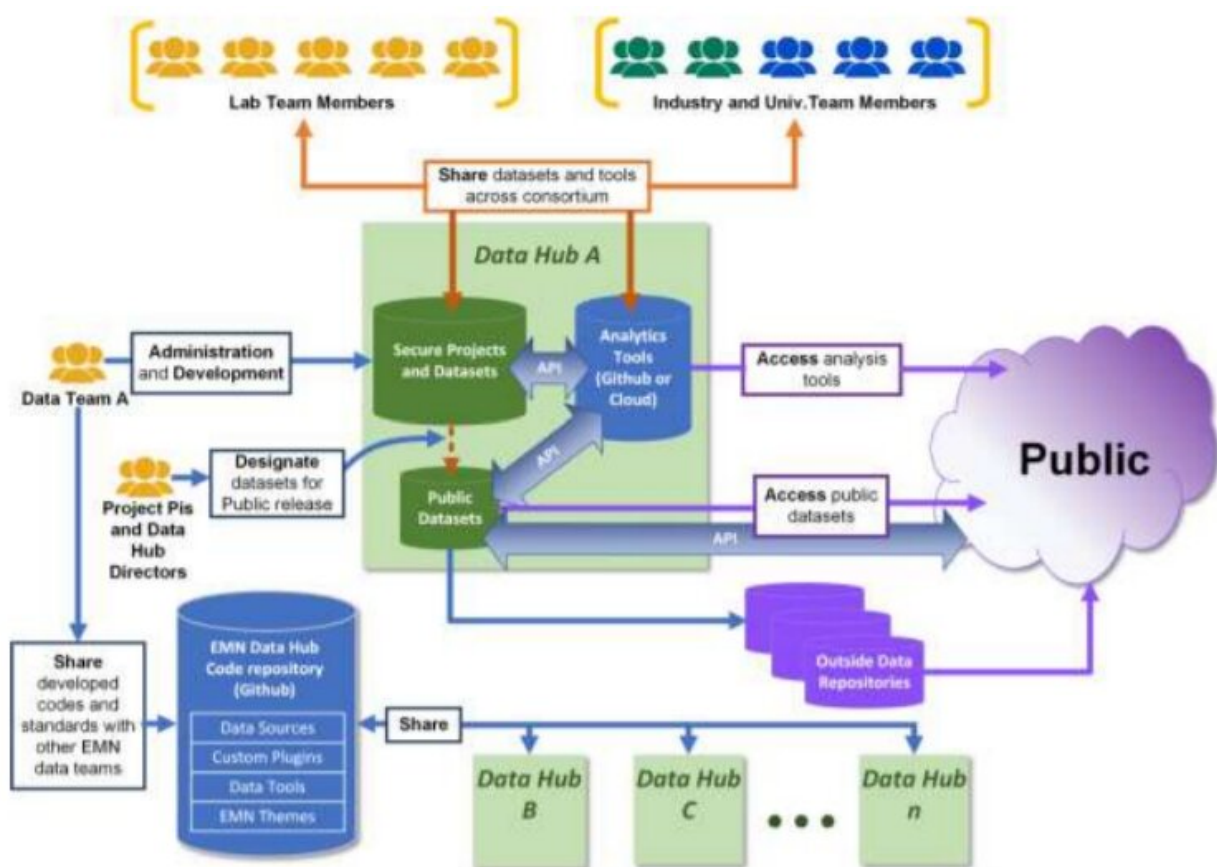 Lab Team Members
Industry and Univ.Team Members
Share datasets and tools
across consortium
Data Hub A
Secure Projects
and Datasets
API
Analytics
Tools
(Github or
Cloud)
Administration
and Development
Data Team A
Access analysis
tools
Public
API
Designate
datasets for
Public release
Project Pis
and Data
Hub
Directors
Public
Datasets
Access public
datasets
API
EMN Data Hub
Code repository
(Github)
Data Sources
Custom Plugins
Data Tools
EMN Themes
Outside Data
Repositories
Share
developed
codes and
standards with
other EMN
data teams
Share
Data Hub
B
Data Hub
C
Data Hub
n